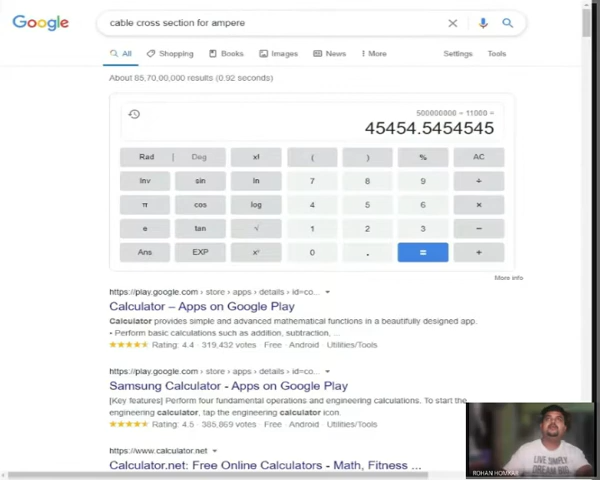 Google
cable cross section for ampere
All
Shopping
Books
Images
News
More
Settings
Tools
About 85,70,00,000 results (0.92 seconds)
500000000 ÷ 11000 =
45454.5454545
Rad | Deg x! ( ) % AC
Inv sin ln 7 8 9 ÷
π cos log 4 5 6 ×
e tan √ 1 2 3 −
Ans EXP 0 . = +
More info
https://play.google.com › store › apps › details › id=co...
Calculator – Apps on Google Play
Calculator provides simple and advanced mathematical functions in a beautifully designed app.
• Perform basic calculations such as addition, subtraction, ...
Rating: 4.4 · 319,432 votes · Free · Android · Utilities/Tools
https://play.google.com › store › apps › details › id=co...
Samsung Calculator - Apps on Google Play
[Key features] Perform four fundamental operations and engineering calculations. To start the
engineering calculator, tap the engineering calculator icon.
Rating: 4.5 · 385,869 votes · Free · Android · Utilities/Tools
https://www.calculator.net
Calculator.net: Free Online Calculators - Math, Fitness ...
LIVE SIMPLY
DREAM BIG
ROHAN HOMKAR